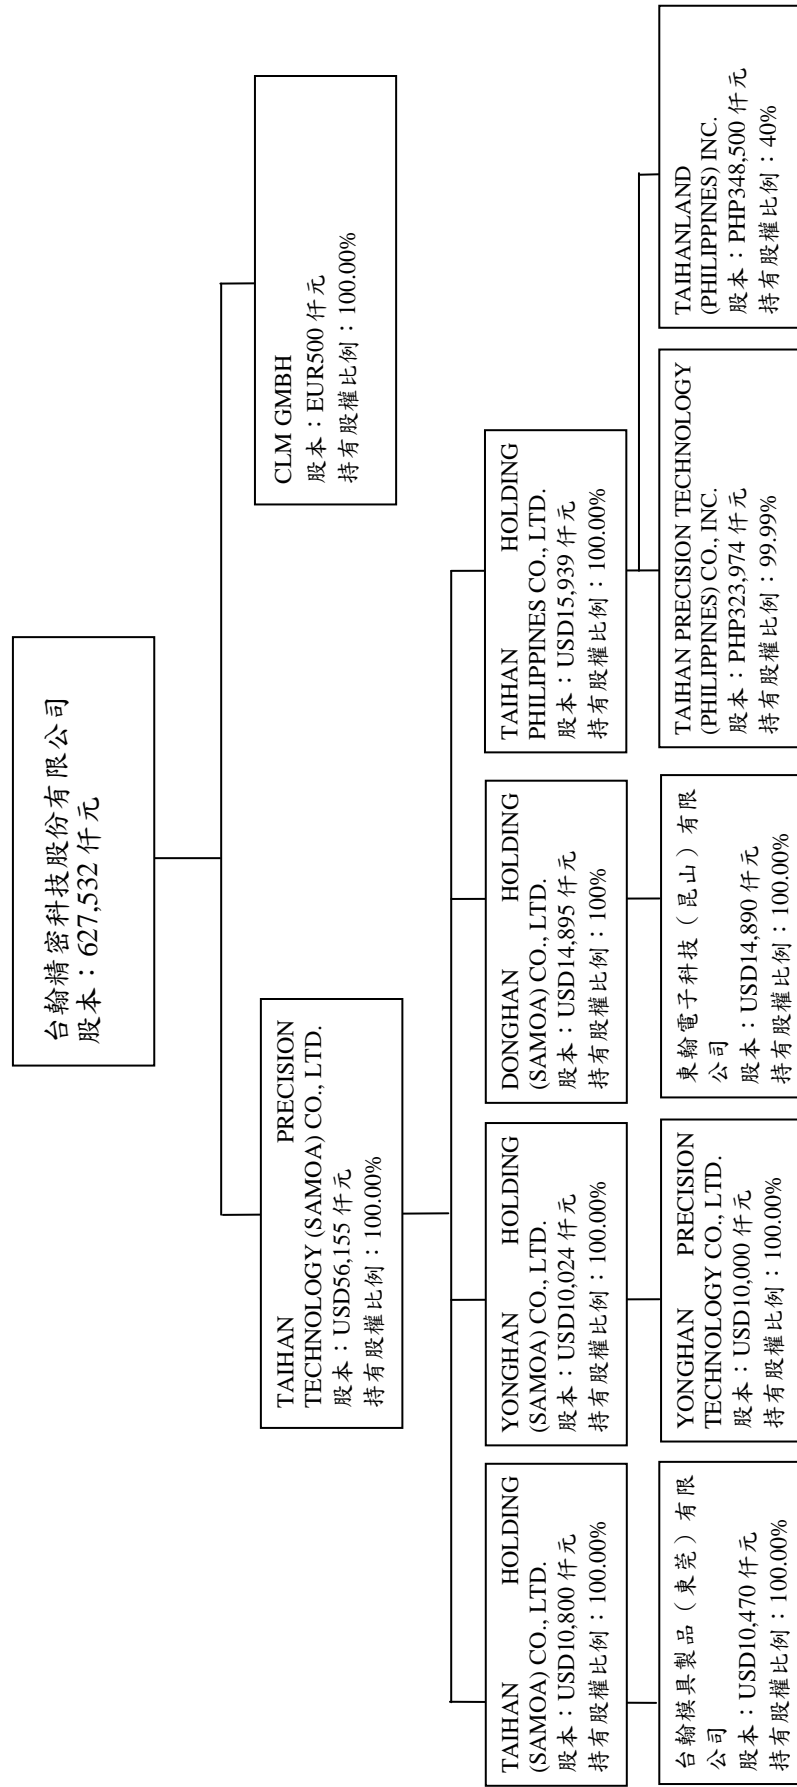 台翰精密科技股份有限公司
股本：627,532 仟元
TAIHAN PRECISION
TECHNOLOGY (SAMOA) CO., LTD.
股本：USD56,155 仟元
持有股權比例：100.00%
CLM GMBH
股本：EUR500 仟元
持有股權比例：100.00%
TAIHAN HOLDING
(SAMOA) CO., LTD.
股本：USD10,800 仟元
持有股權比例：100.00%
YONGHAN HOLDING
(SAMOA) CO., LTD.
股本：USD10,024 仟元
持有股權比例：100.00%
DONGHAN HOLDING
(SAMOA) CO., LTD.
股本：USD14,895 仟元
持有股權比例：100%
TAIHAN HOLDING
PHILIPPINES CO., LTD.
股本：USD15,939 仟元
持有股權比例：100.00%
台翰模具製品（東莞）有限
公司
股本：USD10,470 仟元
持有股權比例：100.00%
YONGHAN PRECISION
TECHNOLOGY CO., LTD.
股本：USD10,000 仟元
持有股權比例：100.00%
東翰電子科技（昆山）有限
公司
股本：USD14,890 仟元
持有股權比例：100.00%
TAIHAN PRECISION TECHNOLOGY
(PHILIPPINES) CO., INC.
股本：PHP323,974 仟元
持有股權比例：99.99%
TAIHANLAND
(PHILIPPINES) INC.
股本：PHP348,500 仟元
持有股權比例：40%